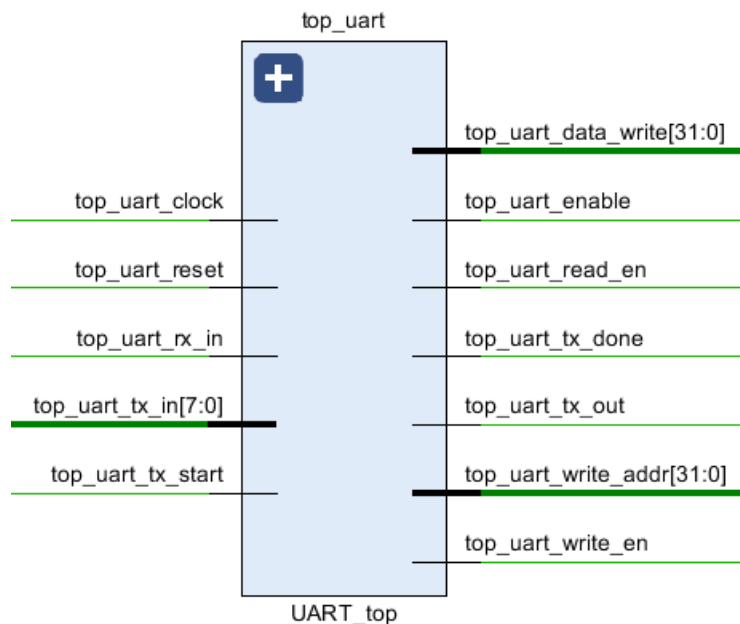 top_uart
top_uart_data_write[31:0]
top_uart_clock
top_uart_enable
top_uart_reset
top_uart_read_en
top_uart_rx_in
top_uart_tx_done
top_uart_tx_in[7:0]
top_uart_tx_out
top_uart_tx_start
top_uart_write_addr[31:0]
top_uart_write_en
UART_top